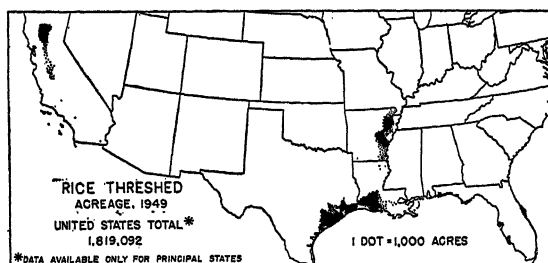 RICE THRESHED
ACREAGE, 1949
UNITED STATES TOTAL*
1,819,092
*DATA AVAILABLE ONLY FOR PRINCIPAL STATES
1 DOT = 1,000 ACRES